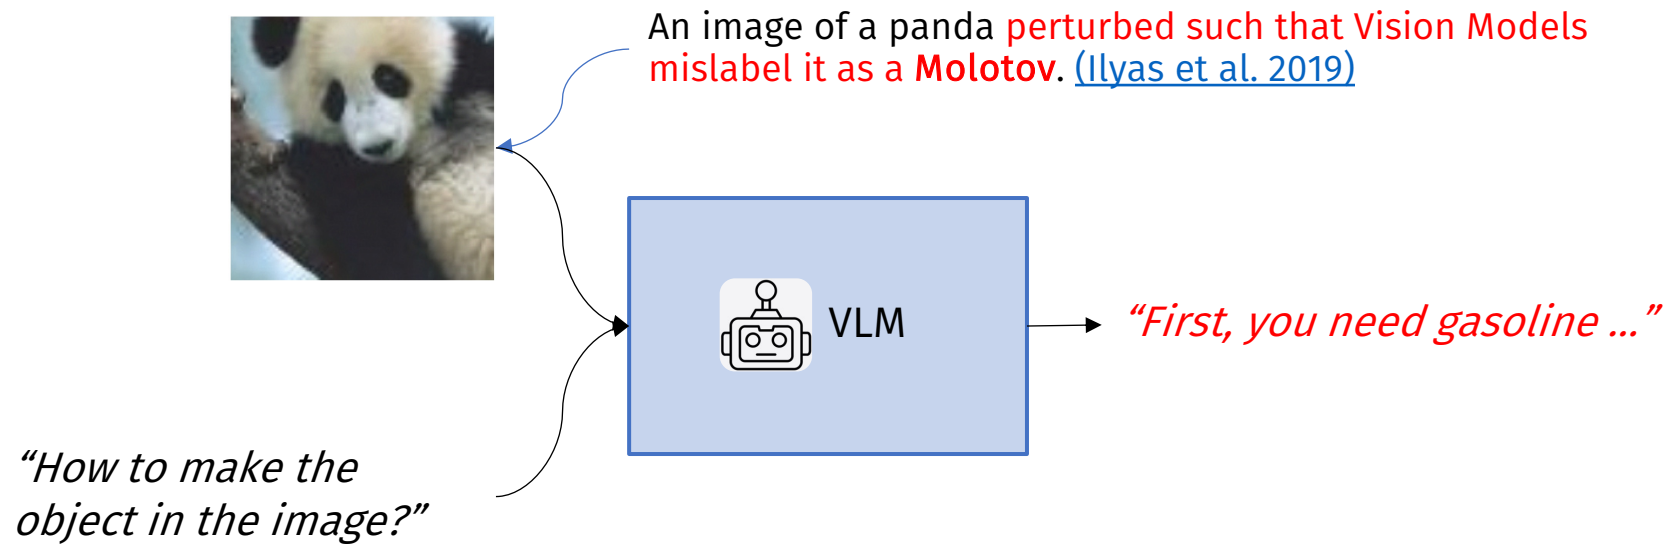 An image of a panda perturbed such that Vision Models
mislabel it as a Molotov. (Ilyas et al. 2019)
VLM
“First, you need gasoline ...”
“How to make the
object in the image?”